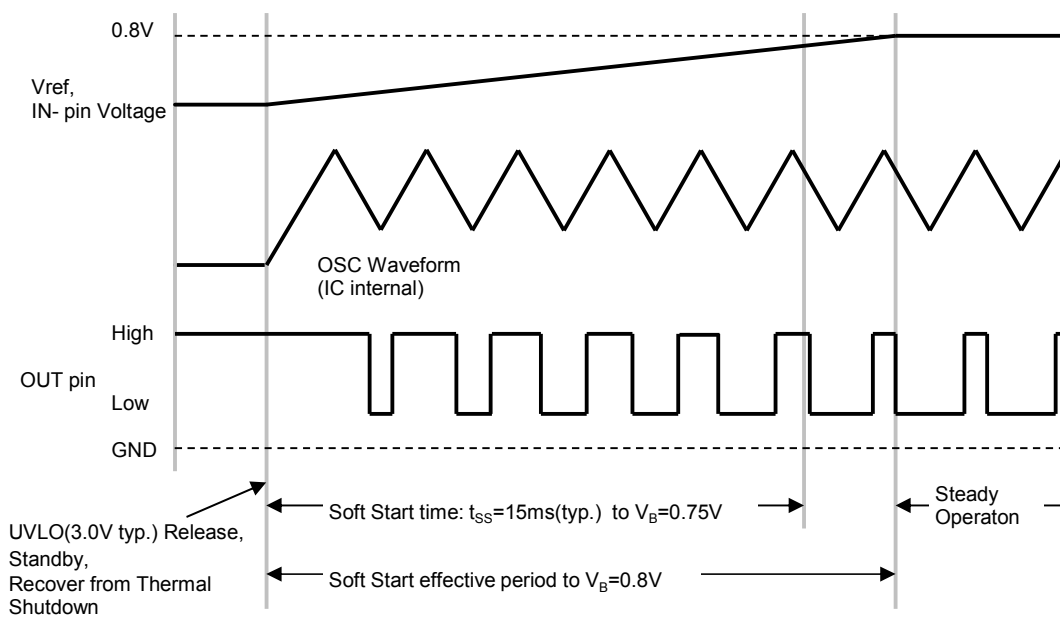 0.8V
Vref,
IN- pin Voltage
OSC Waveform
(IC internal)
High
OUT pin
Low
GND
Soft Start time: tSS=15ms(typ.) to VB=0.75V
Steady
Operaton
UVLO(3.0V typ.) Release,
Standby,
Recover from Thermal
Shutdown
Soft Start effective period to VB=0.8V